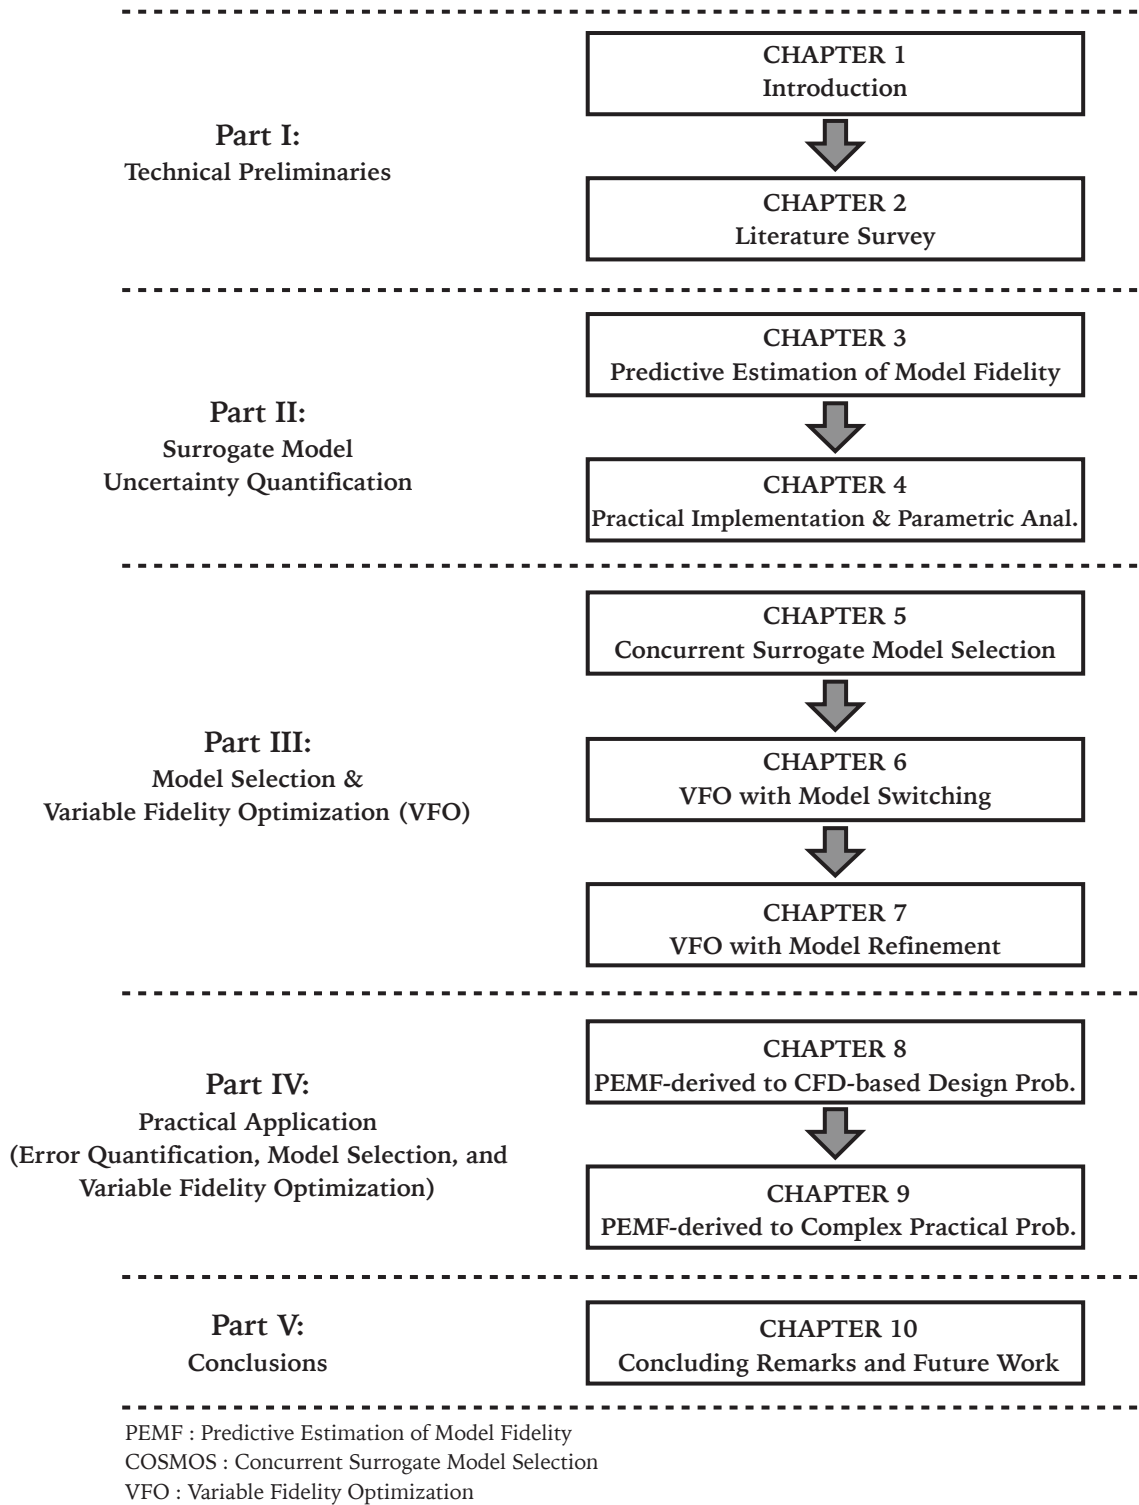 Part I:
Technical Preliminaries
CHAPTER 1
Introduction
CHAPTER 2
Literature Survey
Part II:
Surrogate Model
Uncertainty Quantification
CHAPTER 3
Predictive Estimation of Model Fidelity
CHAPTER 4
Practical Implementation & Parametric Anal.
Part III:
Model Selection &
Variable Fidelity Optimization (VFO)
CHAPTER 5
Concurrent Surrogate Model Selection
CHAPTER 6
VFO with Model Switching
CHAPTER 7
VFO with Model Refinement
Part IV:
Practical Application
(Error Quantification, Model Selection, and
Variable Fidelity Optimization)
CHAPTER 8
PEMF-derived to CFD-based Design Prob.
CHAPTER 9
PEMF-derived to Complex Practical Prob.
Part V:
Conclusions
CHAPTER 10
Concluding Remarks and Future Work
PEMF : Predictive Estimation of Model Fidelity
COSMOS : Concurrent Surrogate Model Selection
VFO : Variable Fidelity Optimization